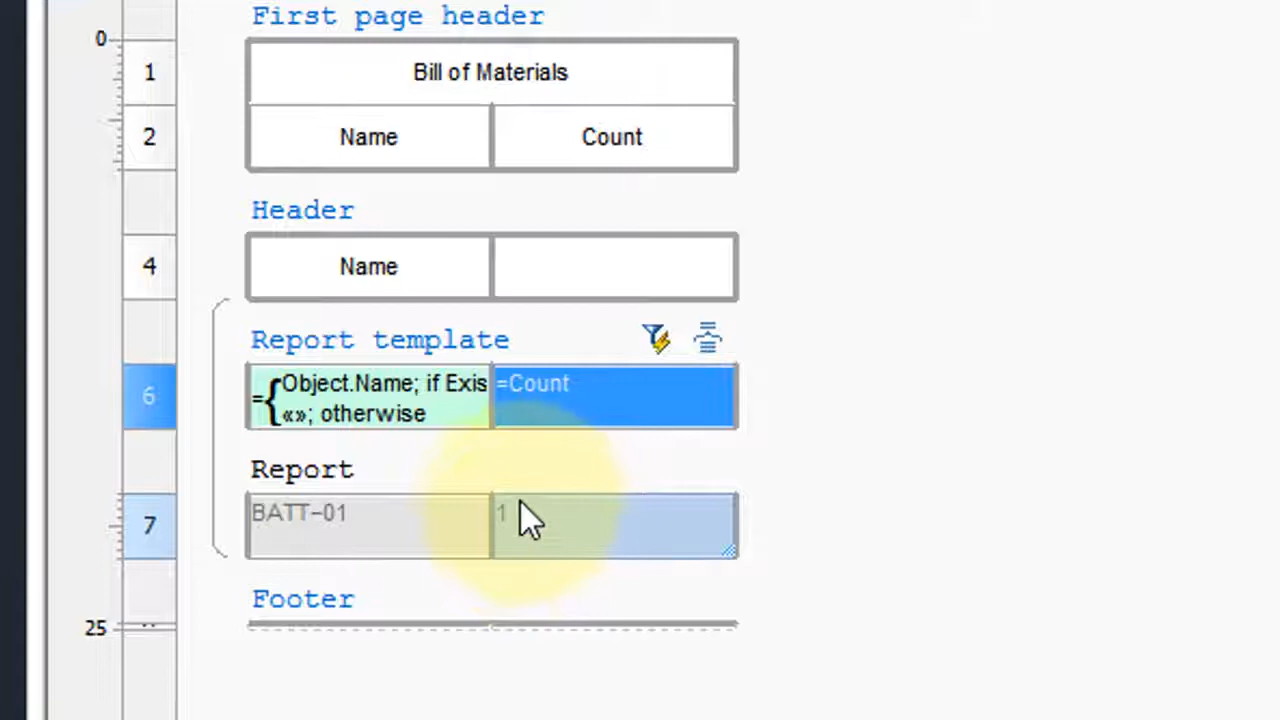 First page header
0
1
Bill of Materials
2
Name
Count
Header
4
Name
Report template
6
={Object.Name; if Exis
«»; otherwise
=Count
Report
7
BATT-01
1
Footer
25